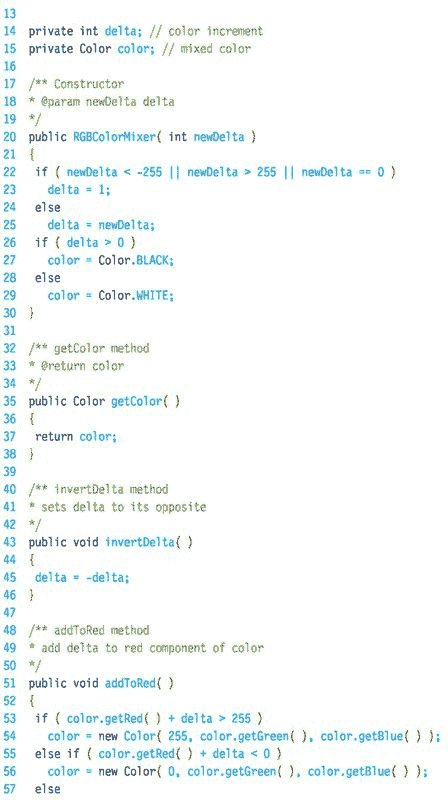 13
14 private int delta; // color increment
15 private Color color; // mixed color
16
17 /** Constructor
18 * @param newDelta delta
19 */
20 public RGBColorMixer( int newDelta )
21 {
22 if ( newDelta < -255 || newDelta > 255 || newDelta == 0 )
23 delta = 1;
24 else
25 delta = newDelta;
26 if ( delta > 0 )
27 color = Color.BLACK;
28 else
29 color = Color.WHITE;
30 }
31
32 /** getColor method
33 * @return color
34 */
35 public Color getColor( )
36 {
37 return color;
38 }
39
40 /** invertDelta method
41 * sets delta to its opposite
42 */
43 public void invertDelta( )
44 {
45 delta = -delta;
46 }
47
48 /** addToRed method
49 * add delta to red component of color
50 */
51 public void addToRed( )
52 {
53 if ( color.getRed( ) + delta > 255 )
54 color = new Color( 255, color.getGreen( ), color.getBlue( ) );
55 else if ( color.getRed( ) + delta < 0 )
56 color = new Color( 0, color.getGreen( ), color.getBlue( ) );
57 else